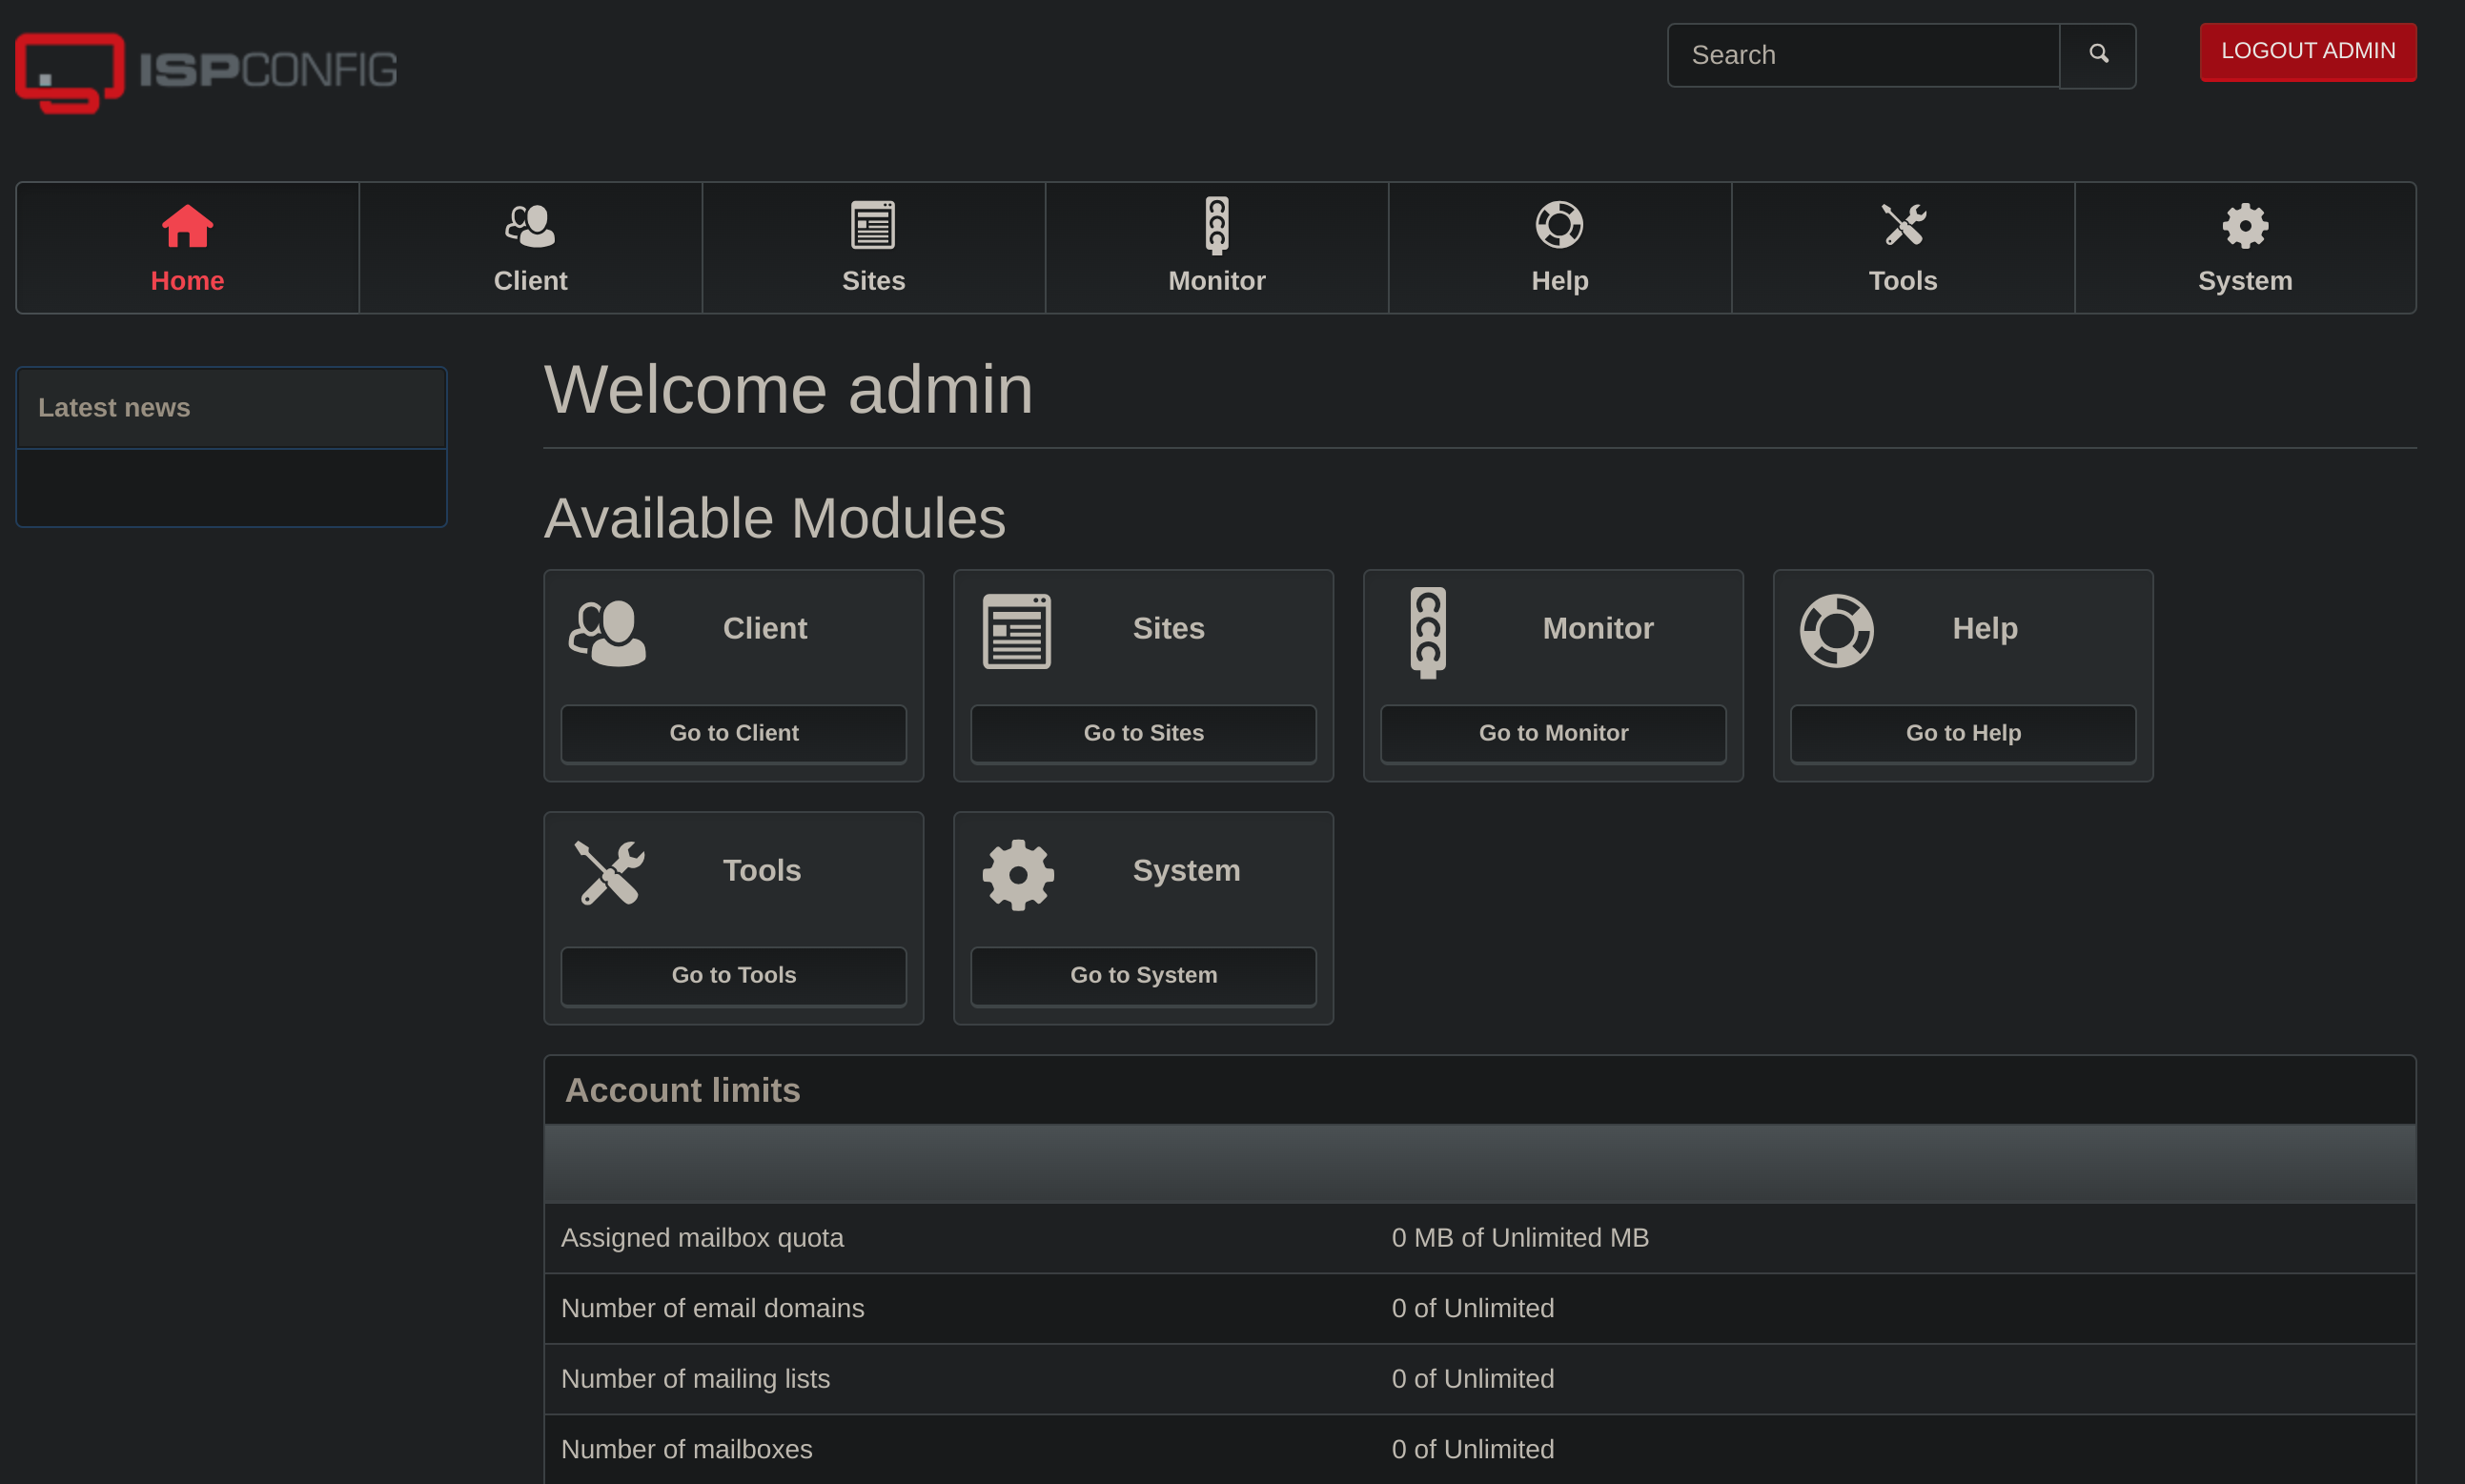 ISPCONFIG
Search
LOGOUT ADMIN
Home
Client
Sites
Monitor
Help
Tools
System
Latest news
Welcome admin
Available Modules
Client
Go to Client
Sites
Go to Sites
Monitor
Go to Monitor
Help
Go to Help
Tools
Go to Tools
System
Go to System
Account limits
Assigned mailbox quota 0 MB of Unlimited MB
Number of email domains 0 of Unlimited
Number of mailing lists 0 of Unlimited
Number of mailboxes 0 of Unlimited